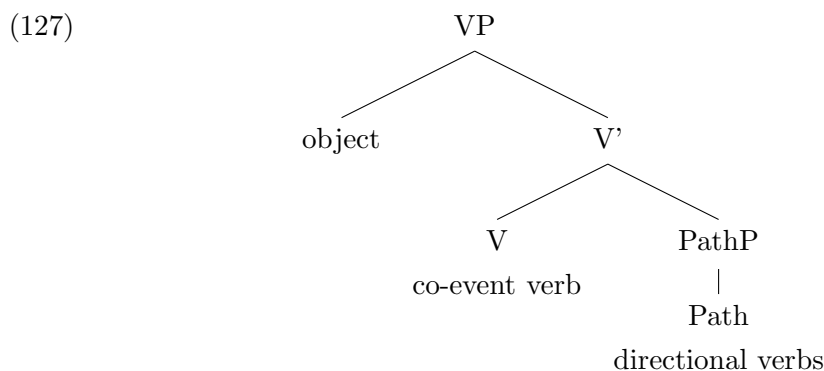 (127) VP
object V’
V PathP
co-event verb
Path
directional verbs